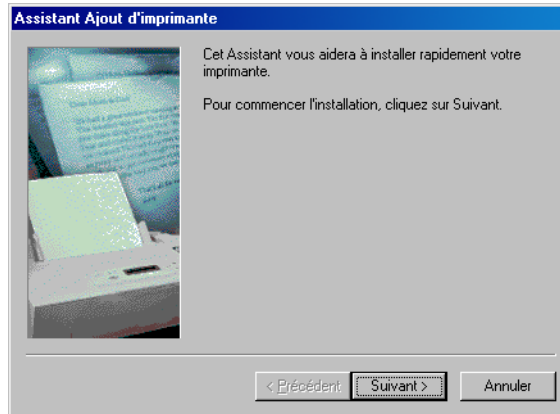 Assistant Ajout d'imprimante
Cet Assistant vous aidera à installer rapidement votre
imprimante.
Pour commencer l'installation, cliquez sur Suivant.
< Précédent
Suivant >
Annuler